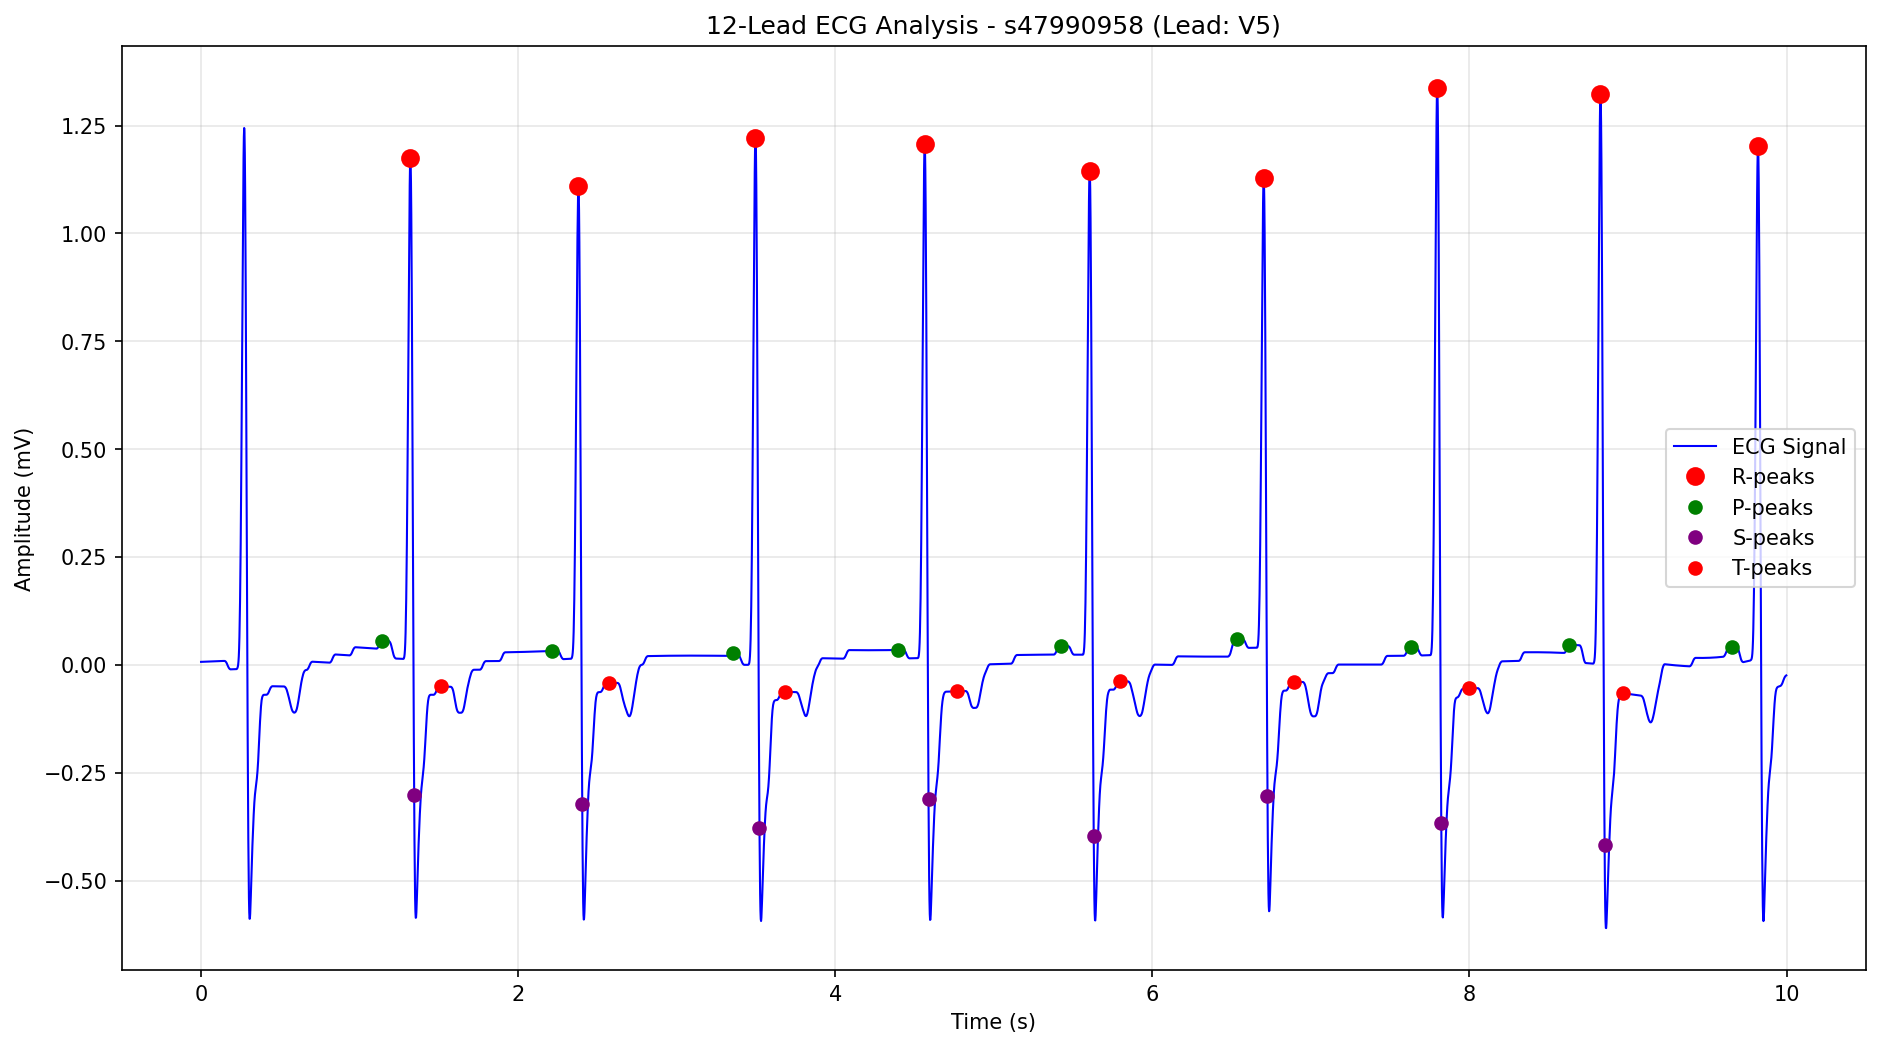 12-Lead ECG Analysis - s47990958 (Lead: V5)
Amplitude (mV)
1.25
1.00
0.75
0.50
0.25
0.00
−0.25
−0.50
ECG Signal
R-peaks
P-peaks
S-peaks
T-peaks
0 2 4 6 8 10
Time (s)